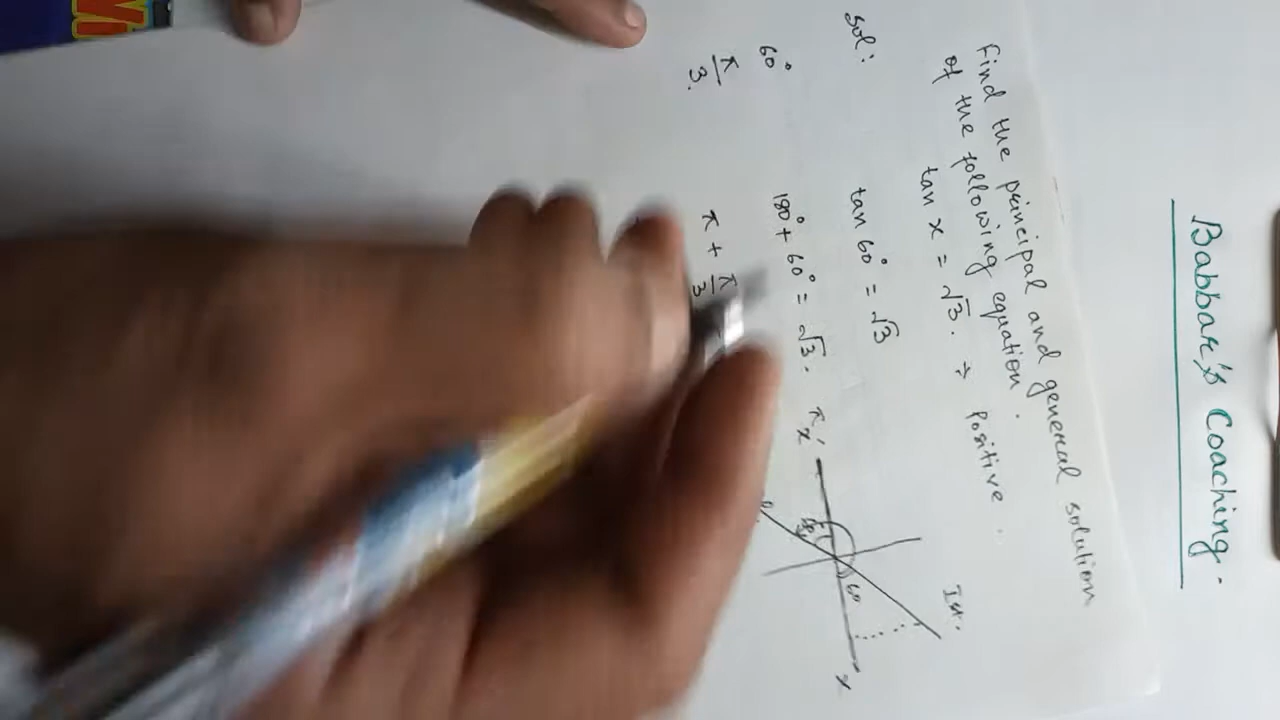 Babbar's Coaching.
Find the principal and general solution
of the following equation.
tan x = √3. ÷ Positive.
sol:
tan 60° = √3
60°
180° + 60° = √3.
π/3.
π + π/3
π
x'
60
x